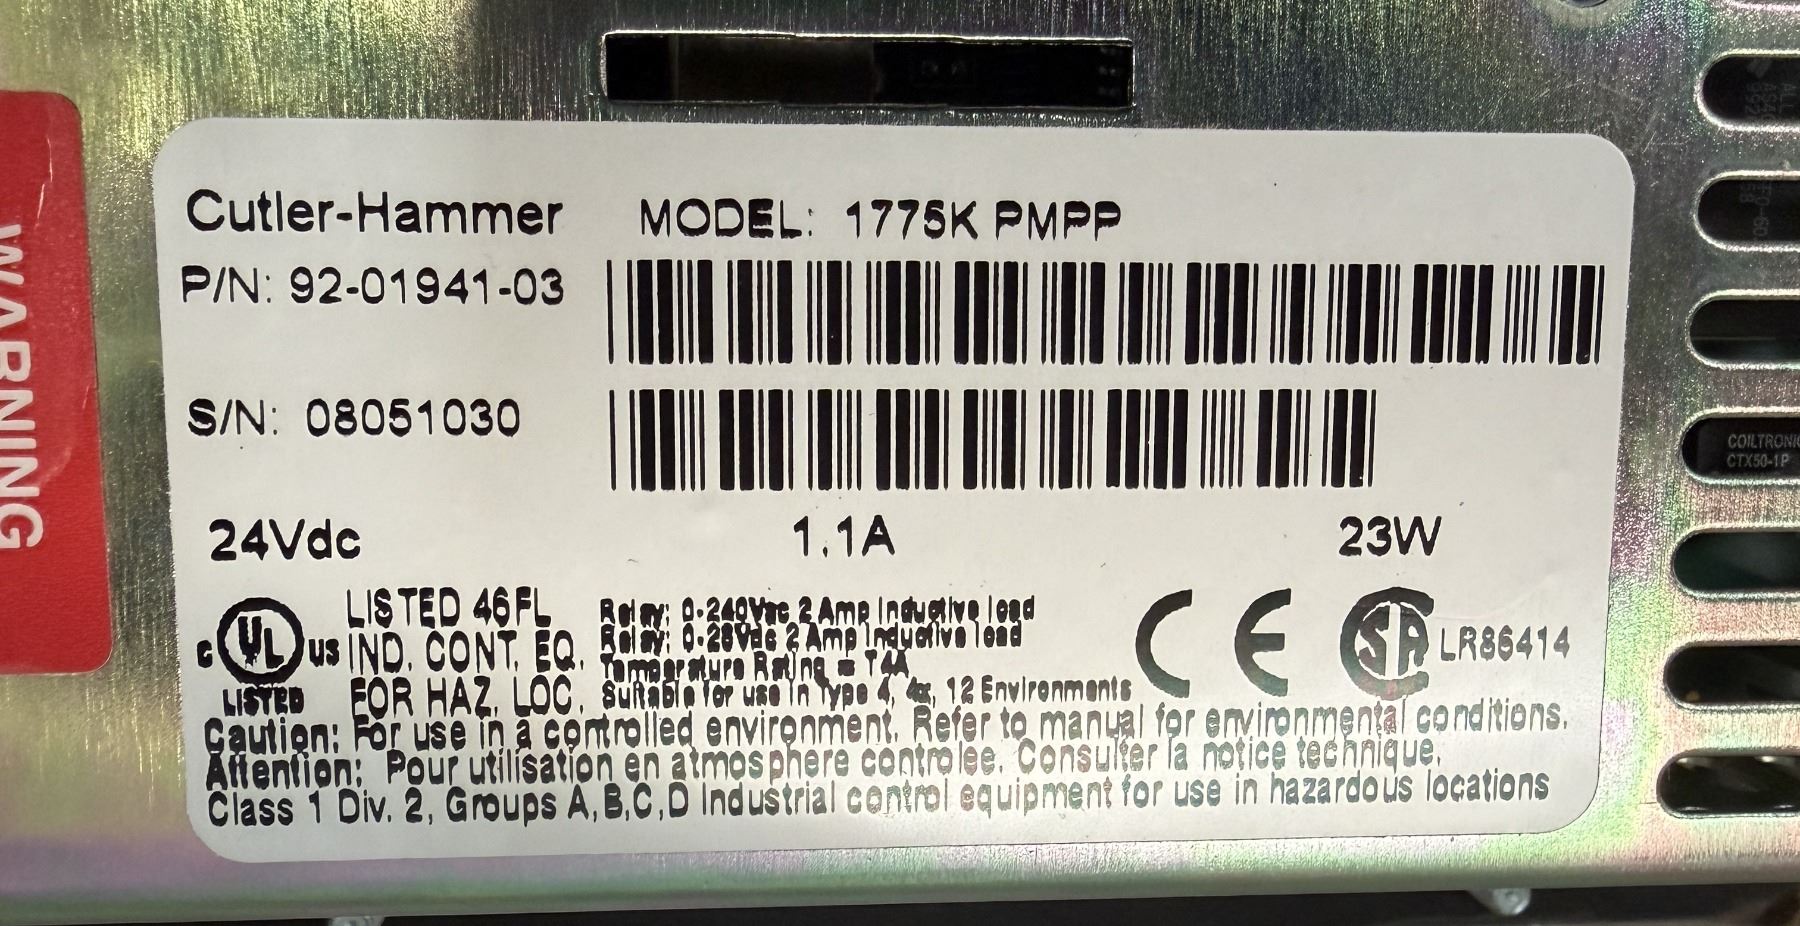 WARNING
Cutler-Hammer MODEL: 1775K PMPP
P/N: 92-01941-03
S/N: 08051030
24Vdc 1.1A 23W
C UL US LISTED
LISTED 46FL
IND. CONT. EQ.
FOR HAZ. LOC.
Relay: 0-240Vac 2 Amp Inductive load
Relay: 0-28Vdc 2 Amp Inductive load
Temperature Rating = T4A
Suitable for use in Type 4, 4x, 12 Environments
CE SA LR86414
Caution: For use in a controlled environment. Refer to manual for environmental conditions.
Attention: Pour utilisation en atmosphere controlee. Consulter la notice technique.
Class 1 Div. 2, Groups A,B,C,D Industrial control equipment for use in hazardous locations
COILTRONIC
CTX50-1P